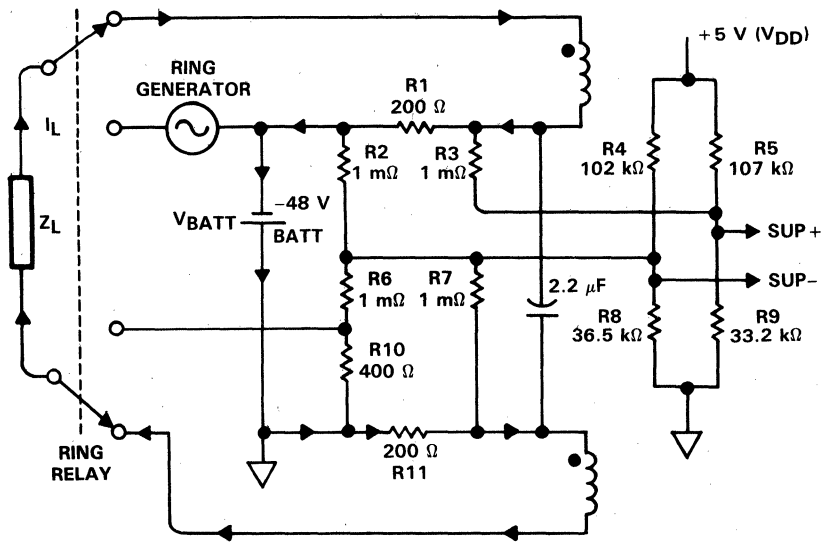 +5 V (VDD)
RING
GENERATOR
R1
200 Ω
IL
R2
1 mΩ
R3
1 mΩ
R4
102 kΩ
R5
107 kΩ
−48 V
VBATT
BATT
ZL
SUP+
SUP−
R6
1 mΩ
R7
1 mΩ
2.2 μF
R8
36.5 kΩ
R9
33.2 kΩ
R10
400 Ω
RING
RELAY
200 Ω
R11